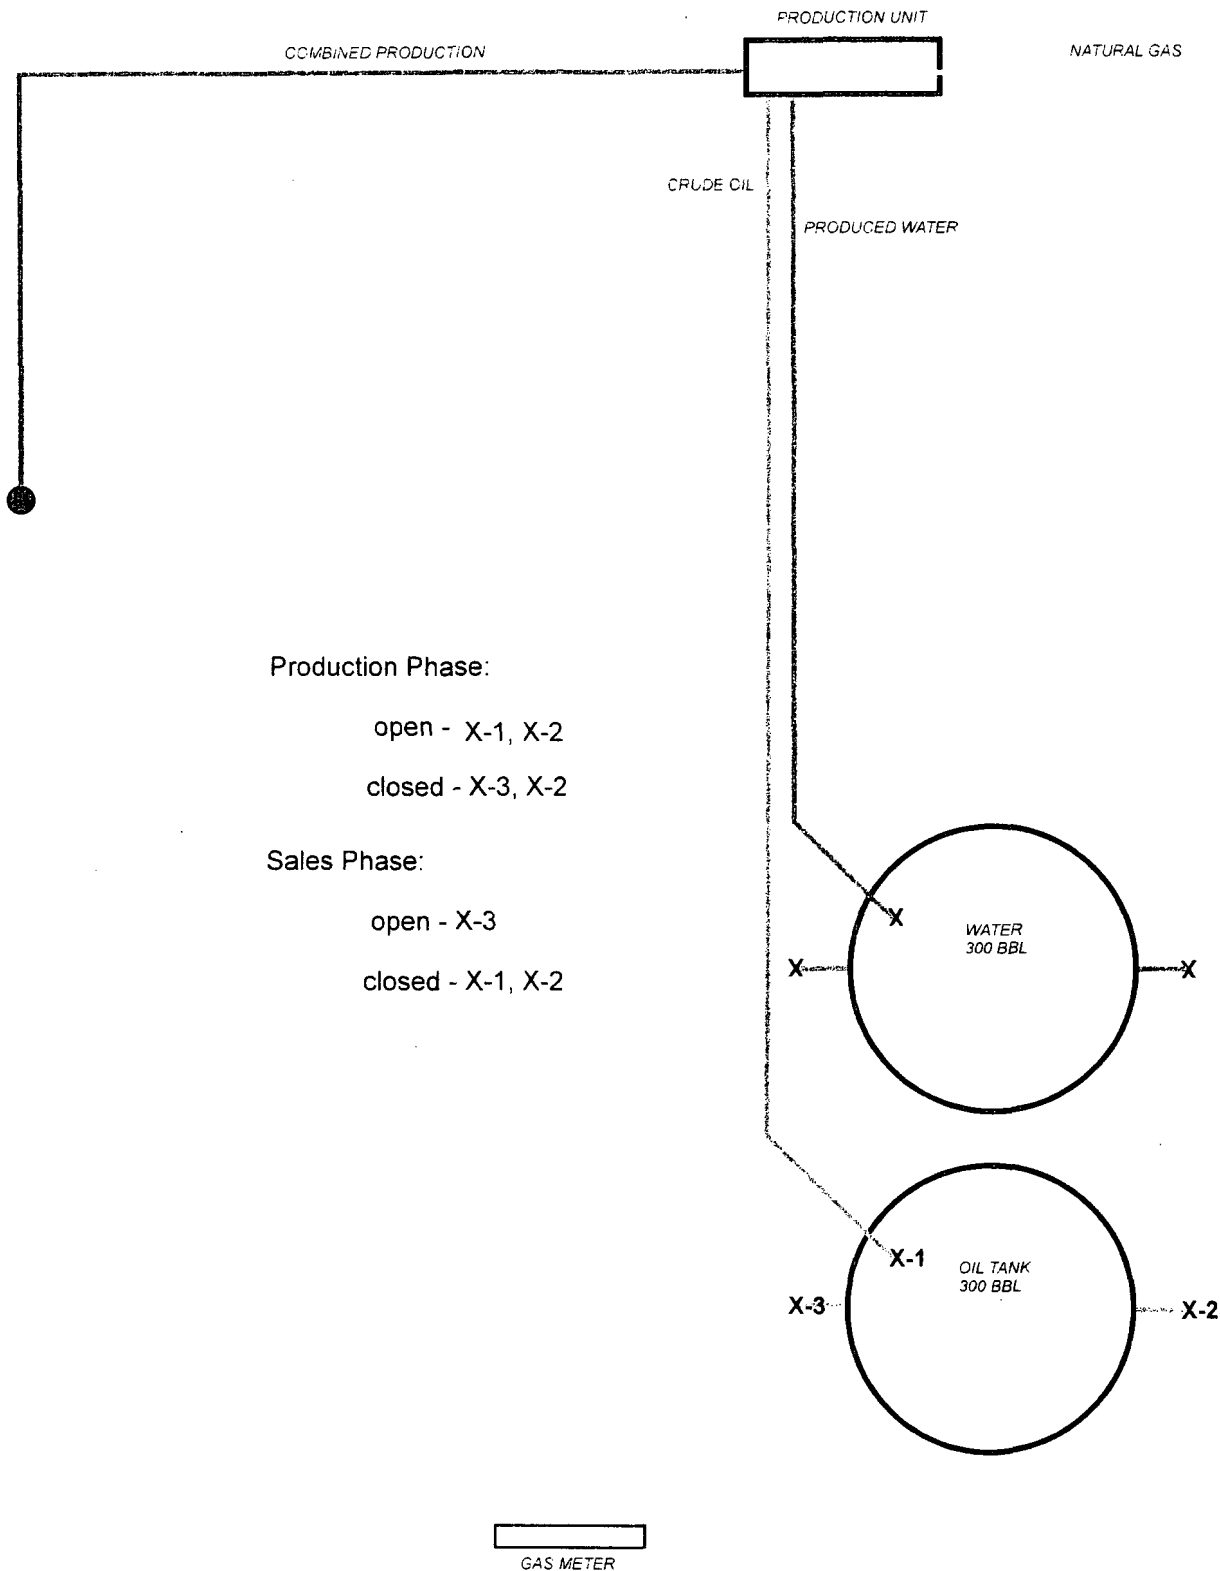 PRODUCTION UNIT
COMBINED PRODUCTION
NATURAL GAS
CRUDE OIL
PRODUCED WATER
Production Phase:
open - X-1, X-2
closed - X-3, X-2
Sales Phase:
open - X-3
closed - X-1, X-2
X
WATER
300 BBL
X
X
X-1
OIL TANK
300 BBL
X-3
X-2
GAS METER